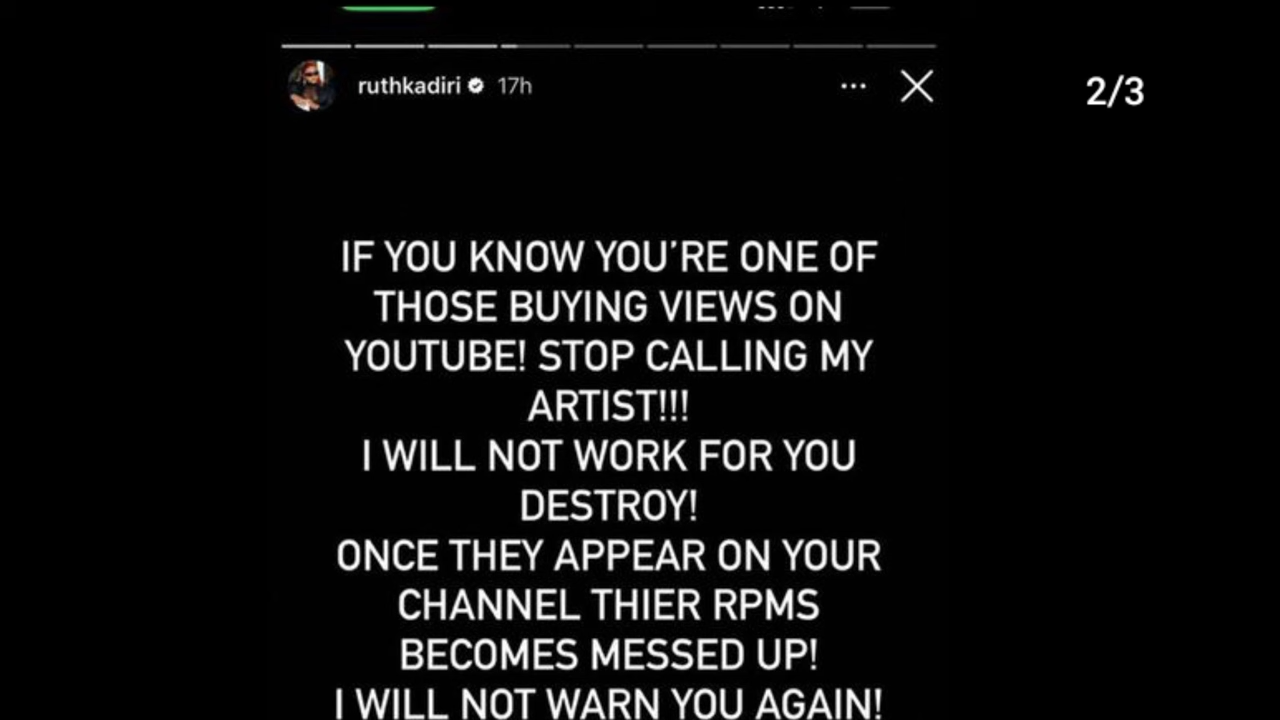 ruthkadiri 17h
2/3
IF YOU KNOW YOU'RE ONE OF
THOSE BUYING VIEWS ON
YOUTUBE! STOP CALLING MY
ARTIST!!!
I WILL NOT WORK FOR YOU
DESTROY!
ONCE THEY APPEAR ON YOUR
CHANNEL THIER RPMS
BECOMES MESSED UP!
I WILL NOT WARN YOU AGAIN!